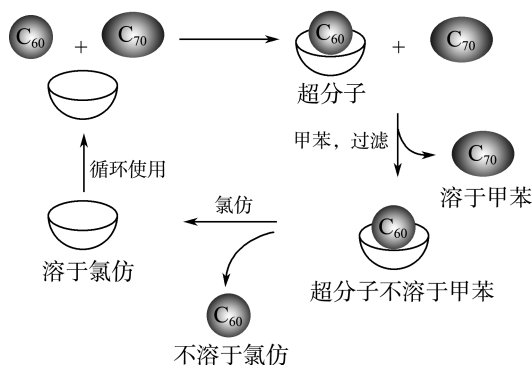 C₆₀ + C₇₀
C₆₀ + C₇₀
超分子
甲苯，过滤
C₇₀
溶于甲苯
循环使用
氯仿
C₆₀
溶于氯仿
超分子不溶于甲苯
C₆₀
不溶于氯仿